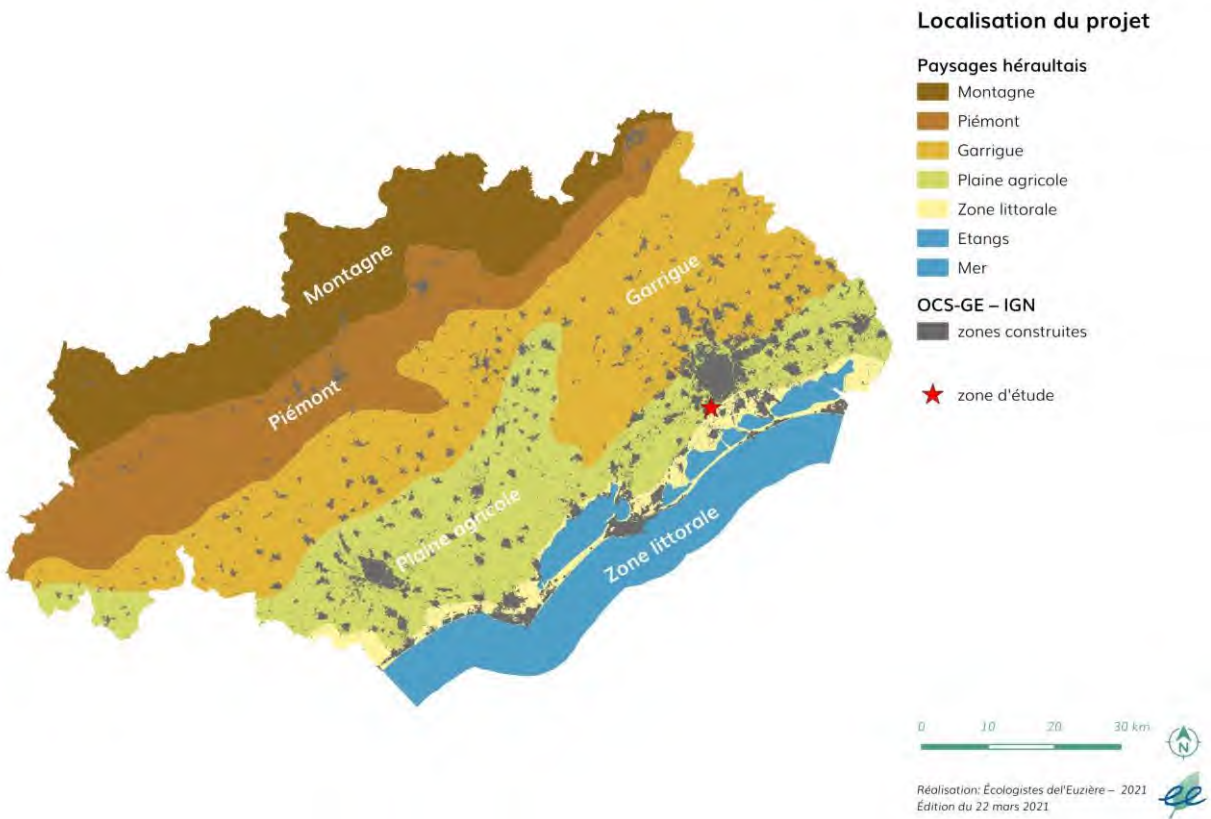 Localisation du projet
Paysages héraultais
Montagne
Piémont
Garrigue
Plaine agricole
Zone littorale
Etangs
Mer
OCS-GE – IGN
zones construites
zone d'étude
Montagne
Garrigue
Piémont
Plaine agricole
Zone littorale
0 10 20 30 km
N
Réalisation: Écologistes del'Euzière – 2021
Édition du 22 mars 2021
ee